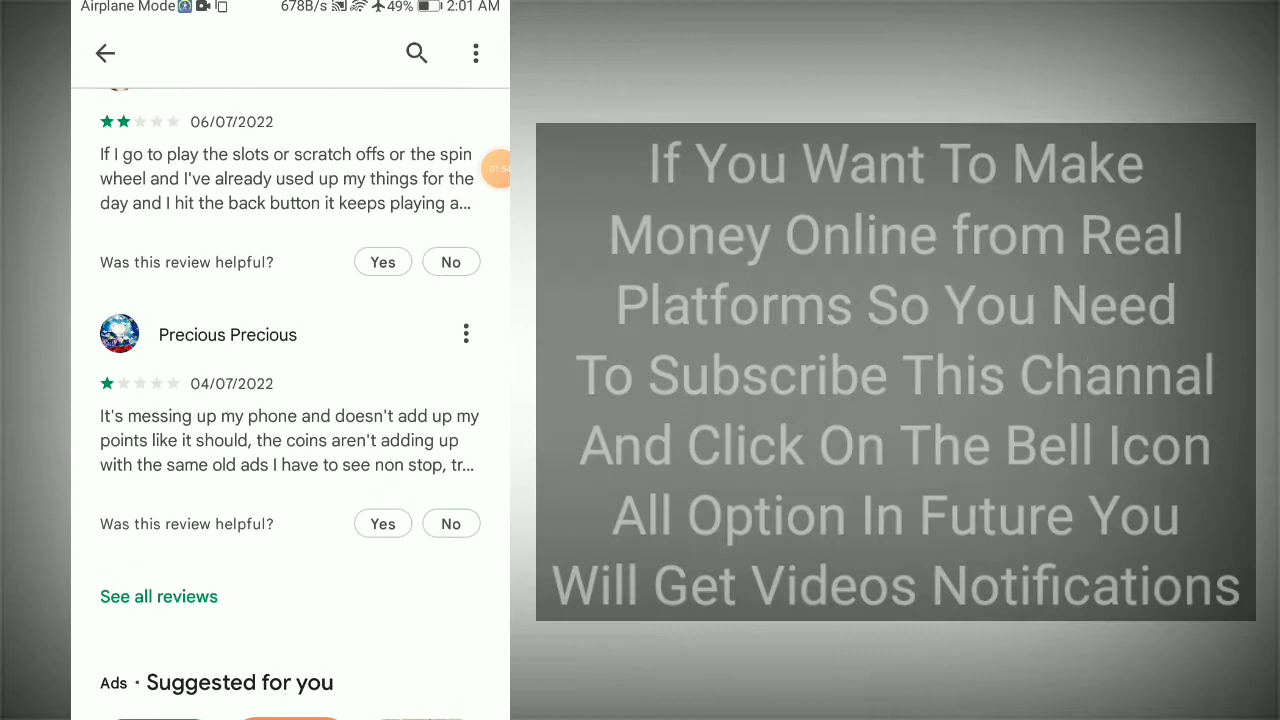 Airplane Mode 678B/s 49% 2:01 AM
06/07/2022
If I go to play the slots or scratch offs or the spin
wheel and I've already used up my things for the
day and I hit the back button it keeps playing a...
Was this review helpful? Yes No
Precious Precious
04/07/2022
It's messing up my phone and doesn't add up my
points like it should, the coins aren't adding up
with the same old ads I have to see non stop, tr...
Was this review helpful? Yes No
See all reviews
Ads · Suggested for you
If You Want To Make
Money Online from Real
Platforms So You Need
To Subscribe This Channal
And Click On The Bell Icon
All Option In Future You
Will Get Videos Notifications